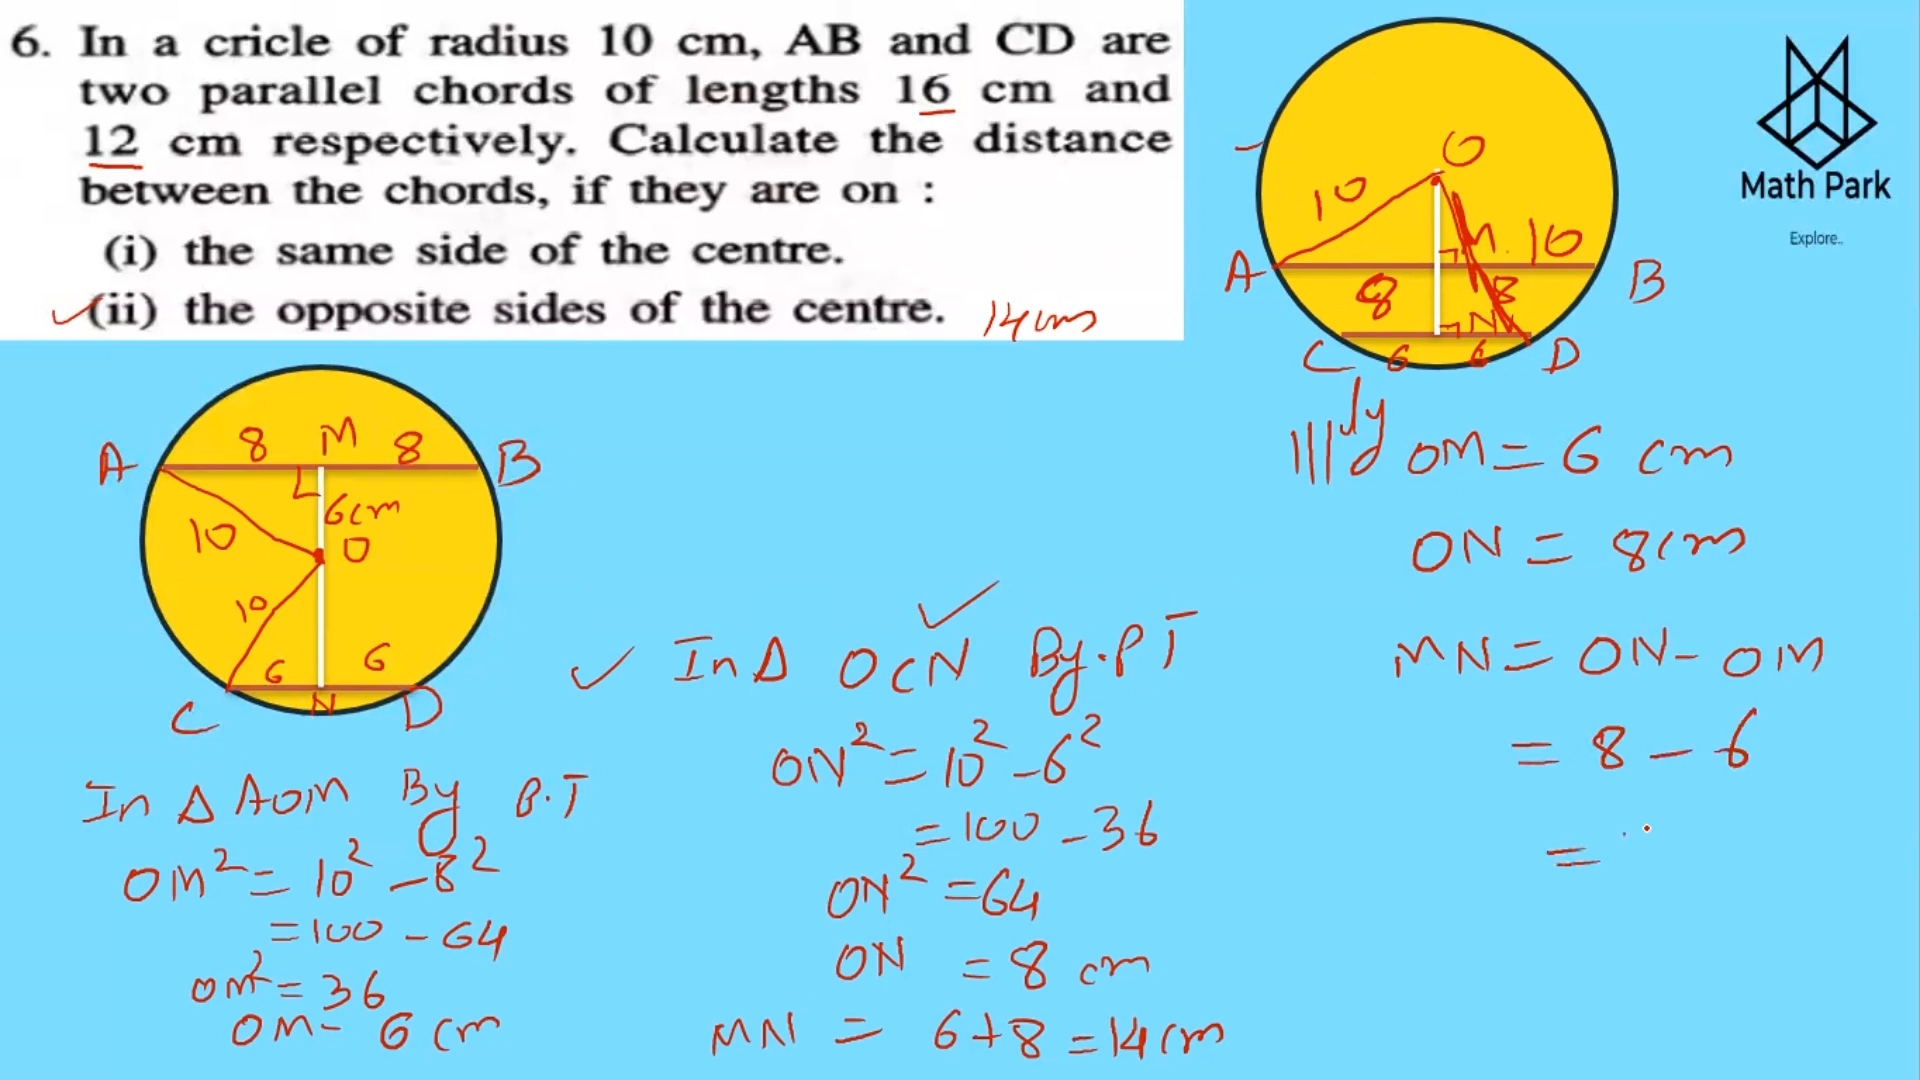 6. In a cricle of radius 10 cm, AB and CD are
two parallel chords of lengths 16 cm and
12 cm respectively. Calculate the distance
between the chords, if they are on :
(i) the same side of the centre.
(ii) the opposite sides of the centre. 14cm
Math Park
Explore..
O
10
M 10
A
8 8
B
N
C 6 6 D
A 8 M 8 B
6cm
10 O
10
6 6
C N D
In Δ AOM By P.T
OM² = 10² - 8²
= 100 - 64
OM² = 36
OM = 6 cm
In Δ OCN By.PT
ON² = 10² - 6²
= 100 - 36
ON² = 64
ON = 8 cm
MN = 6+8 = 14cm
|||ly OM = 6 cm
ON = 8cm
MN = ON - OM
= 8 - 6
=